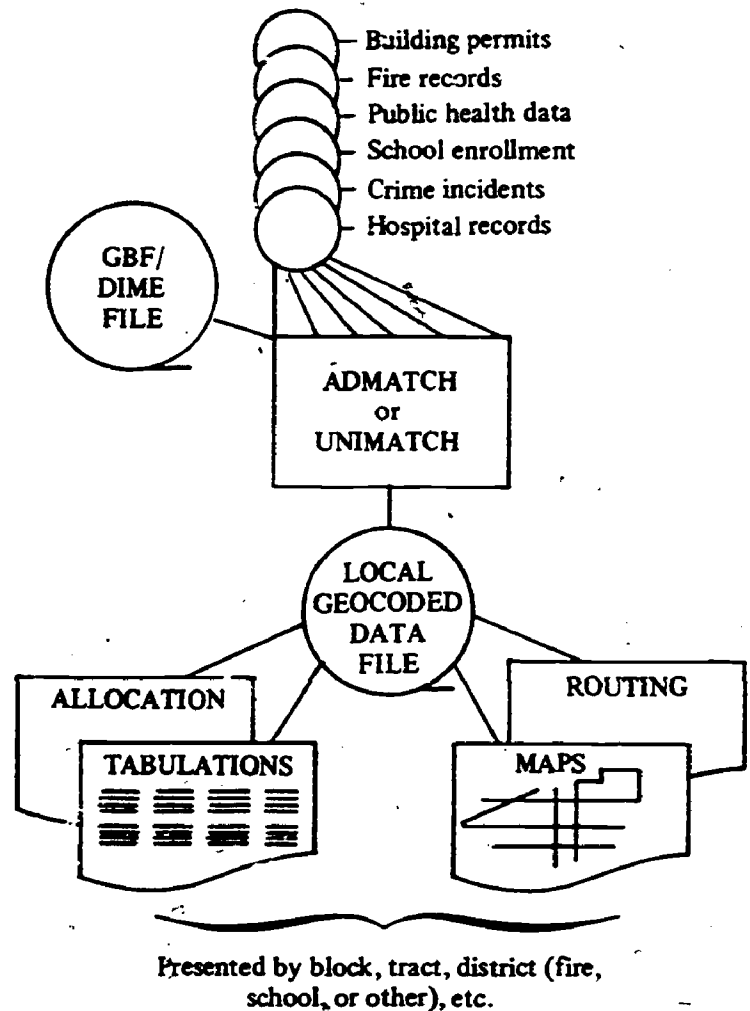 Building permits
Fire records
Public health data
School enrollment
Crime incidents
Hospital records
GBF/
DIME
FILE
ADMATCH
or
UNIMATCH
LOCAL
GEOCODED
DATA
FILE
ALLOCATION
TABULATIONS
ROUTING
MAPS
Presented by block, tract, district (fire,
school, or other), etc.